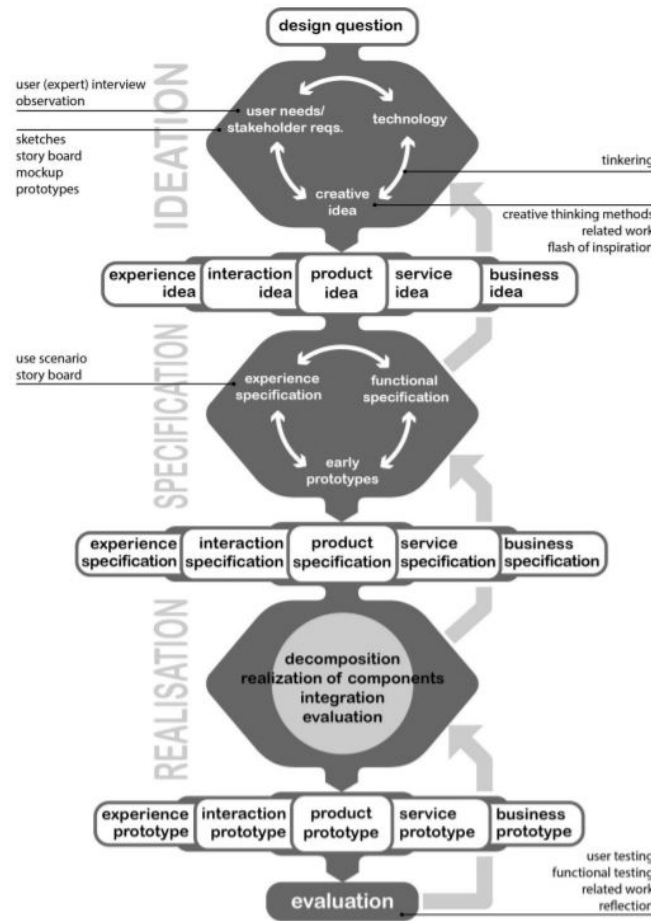 design question
user (expert) interview
observation
sketches
story board
mockup
prototypes
IDEATION
user needs/
stakeholder reqs.
technology
creative
idea
tinkering
creative thinking methods
related work
flash of inspiration
experience
idea
interaction
idea
product
idea
service
idea
business
idea
SPECIFICATION
use scenario
story board
experience
specification
functional
specification
early
prototypes
experience
specification
interaction
specification
product
specification
service
specification
business
specification
REALISATION
decomposition
realization of components
integration
evaluation
experience
prototype
interaction
prototype
product
prototype
service
prototype
business
prototype
evaluation
user testing
functional testing
related work
reflection